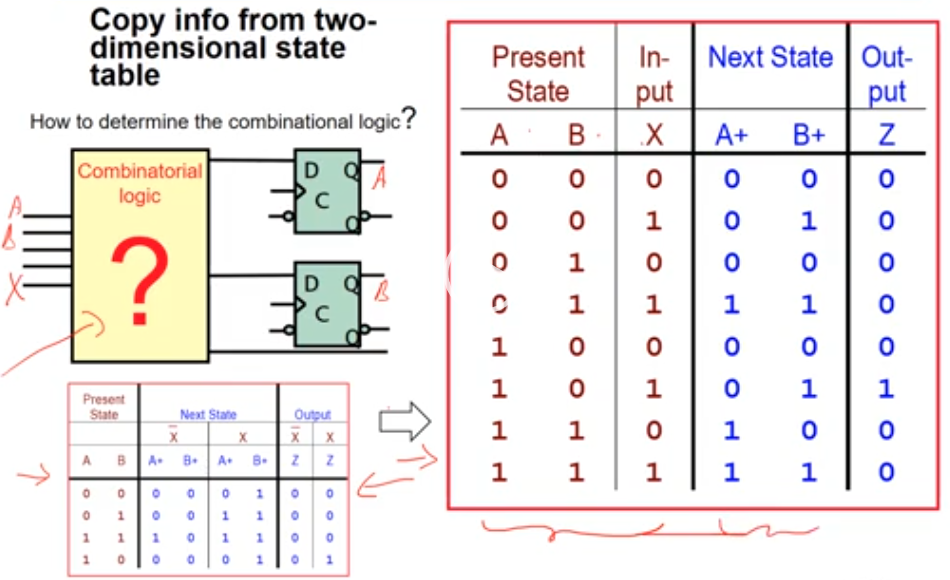 Copy info from two-
dimensional state
table
How to determine the combinational logic?
Combinatorial
logic
?
A
B
X
D Q
C
Q
A
D Q
C
Q
B
Present
State
Next State
Output
X̅ X X̅ X
A B A+ B+ A+ B+ Z Z
0 0 0 0 0 1 0 0
0 1 0 0 1 1 0 0
1 1 1 0 1 1 0 0
1 0 0 0 0 1 0 1
Present In- Next State Out-
State put put
A B X A+ B+ Z
0 0 0 0 0 0
0 0 1 0 1 0
0 1 0 0 0 0
0 1 1 1 1 0
1 0 0 0 0 0
1 0 1 0 1 1
1 1 0 1 0 0
1 1 1 1 1 0